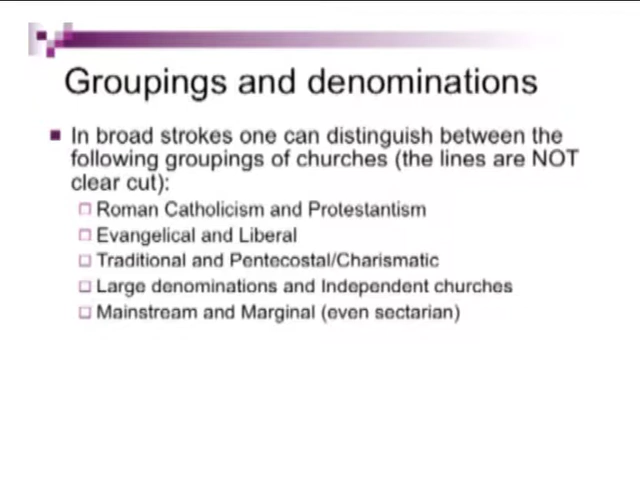 Groupings and denominations
In broad strokes one can distinguish between the
following groupings of churches (the lines are NOT
clear cut):
Roman Catholicism and Protestantism
Evangelical and Liberal
Traditional and Pentecostal/Charismatic
Large denominations and Independent churches
Mainstream and Marginal (even sectarian)